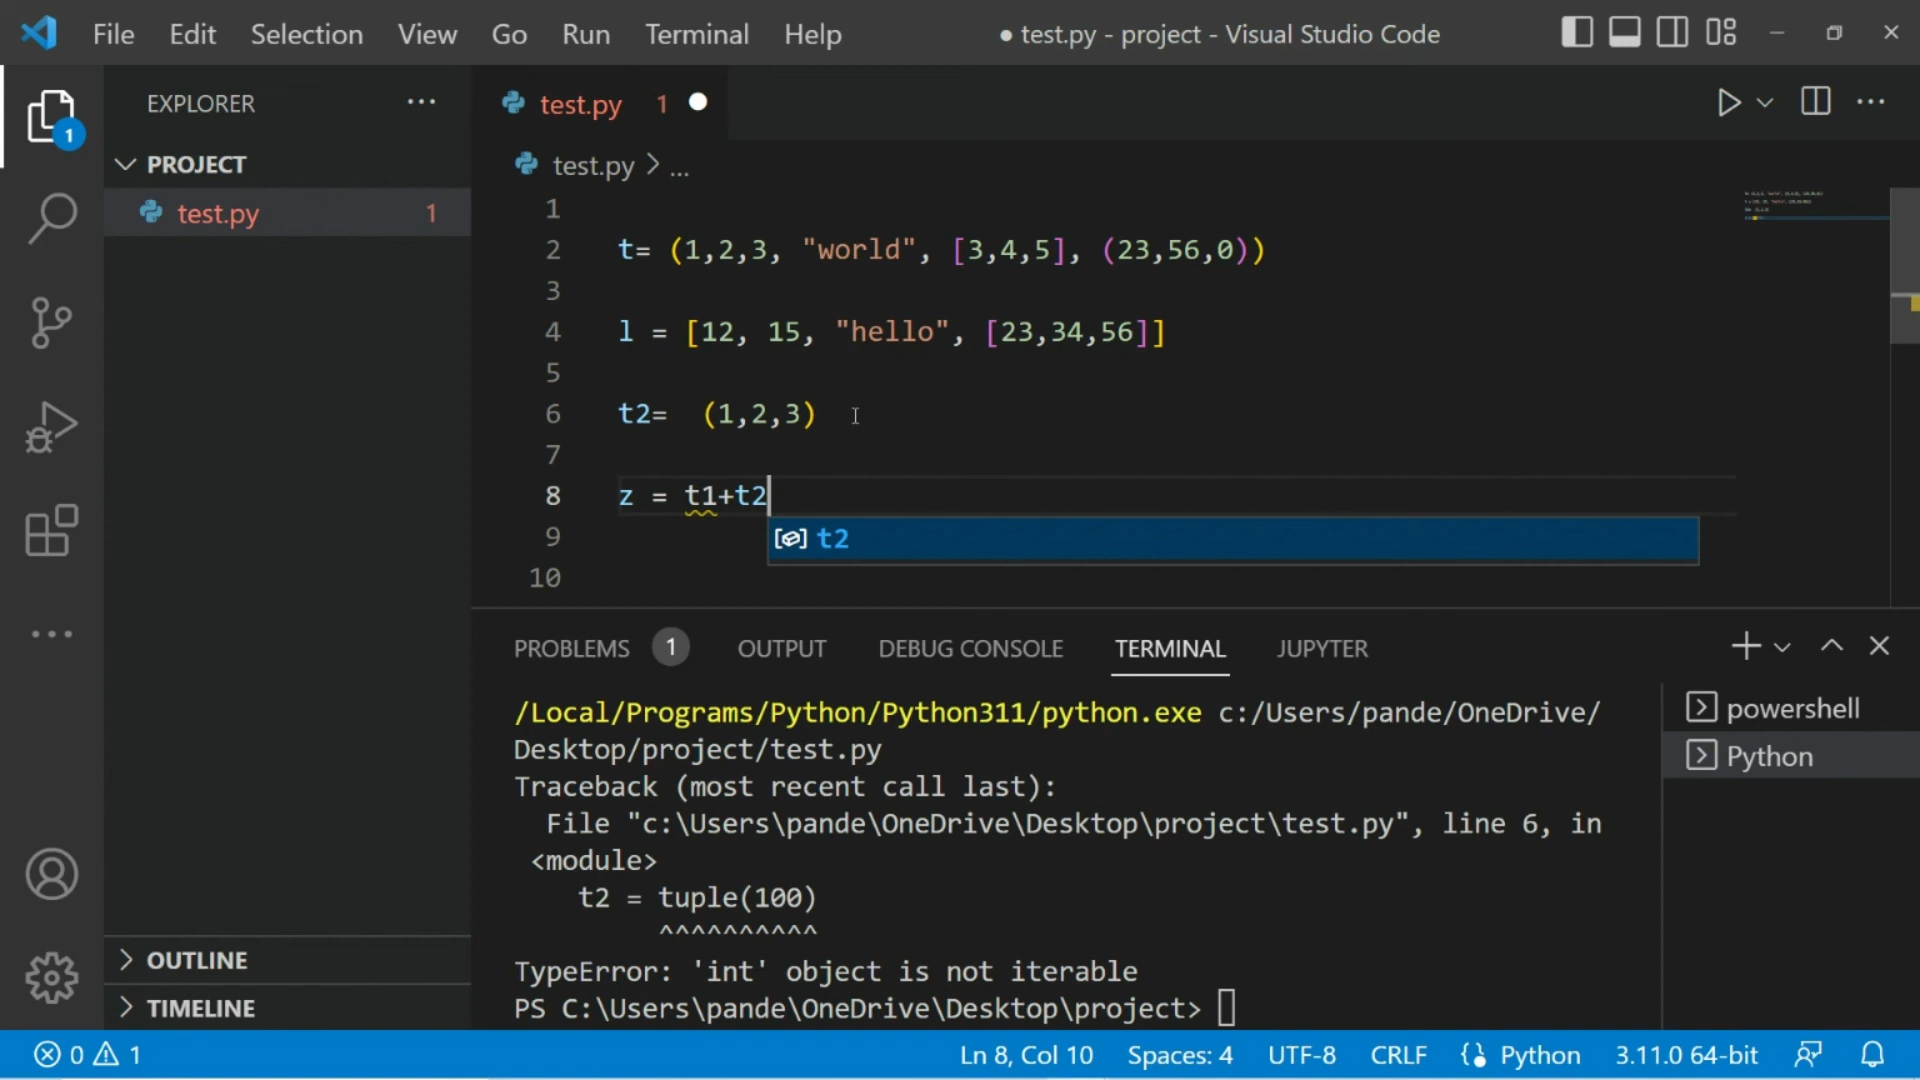 File Edit Selection View Go Run Terminal Help ● test.py - project - Visual Studio Code
EXPLORER ...
test.py 1
PROJECT
test.py > ...
test.py 1
1
1
2 t= (1,2,3, "world", [3,4,5], (23,56,0))
3
4 l = [12, 15, "hello", [23,34,56]]
5
6 t2=  (1,2,3)
7
8 z = t1+t2
9 t2
10
PROBLEMS 1 OUTPUT DEBUG CONSOLE TERMINAL JUPYTER
/Local/Programs/Python/Python311/python.exe c:/Users/pande/OneDrive/
Desktop/project/test.py
Traceback (most recent call last):
  File "c:\Users\pande\OneDrive\Desktop\project\test.py", line 6, in
 <module>
    t2 = tuple(100)
         ^^^^^^^^^^
TypeError: 'int' object is not iterable
PS C:\Users\pande\OneDrive\Desktop\project>
powershell
Python
OUTLINE
TIMELINE
0 1 Ln 8, Col 10 Spaces: 4 UTF-8 CRLF Python 3.11.0 64-bit